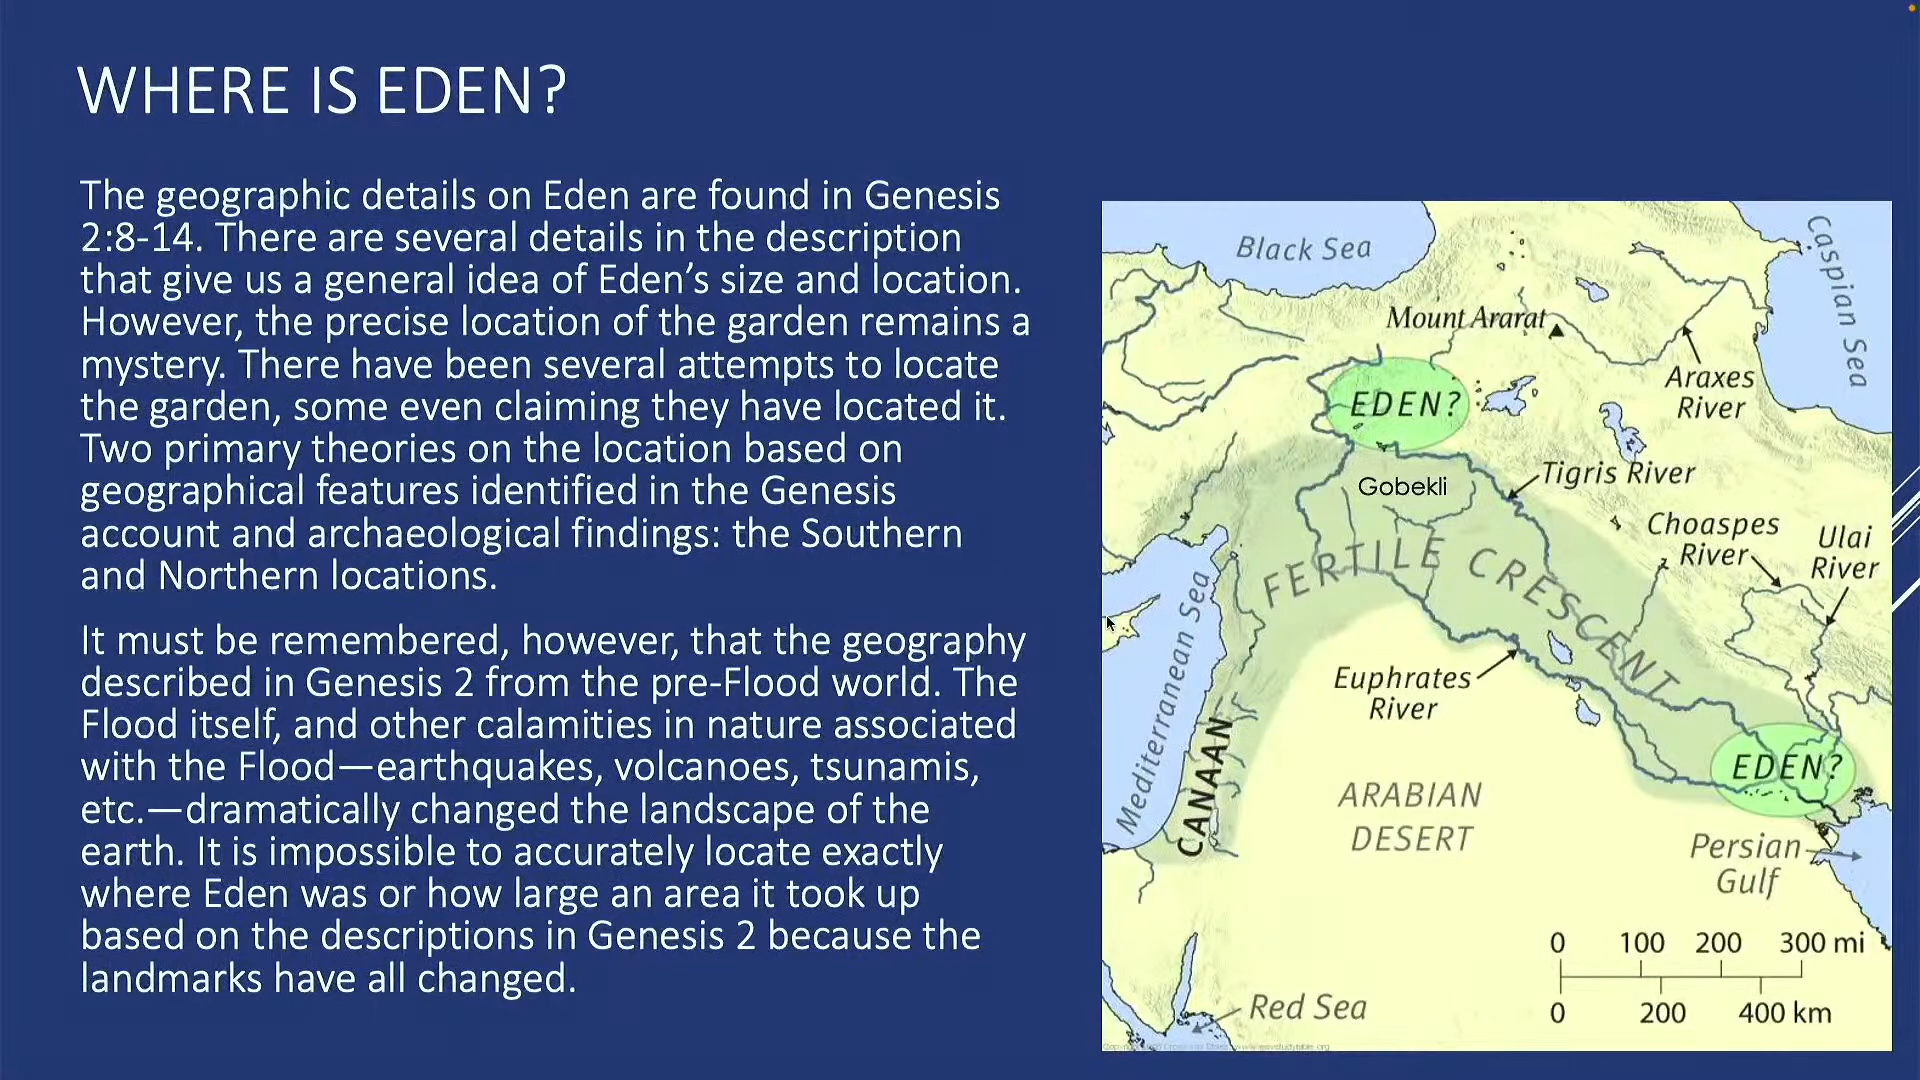 WHERE IS EDEN?
The geographic details on Eden are found in Genesis
2:8-14. There are several details in the description
that give us a general idea of Eden’s size and location.
However, the precise location of the garden remains a
mystery. There have been several attempts to locate
the garden, some even claiming they have located it.
Two primary theories on the location based on
geographical features identified in the Genesis
account and archaeological findings: the Southern
and Northern locations.
It must be remembered, however, that the geography
described in Genesis 2 from the pre-Flood world. The
Flood itself, and other calamities in nature associated
with the Flood—earthquakes, volcanoes, tsunamis,
etc.—dramatically changed the landscape of the
earth. It is impossible to accurately locate exactly
where Eden was or how large an area it took up
based on the descriptions in Genesis 2 because the
landmarks have all changed.
Black Sea
Caspian Sea
Mount Ararat
Araxes
River
EDEN?
Tigris River
Gobekli
Choaspes
River
Ulai
River
FERTILE CRESCENT
Mediterranean Sea
Euphrates
River
CANAAN
EDEN?
ARABIAN
DESERT
Persian
Gulf
0 100 200 300 mi
0 200 400 km
Red Sea